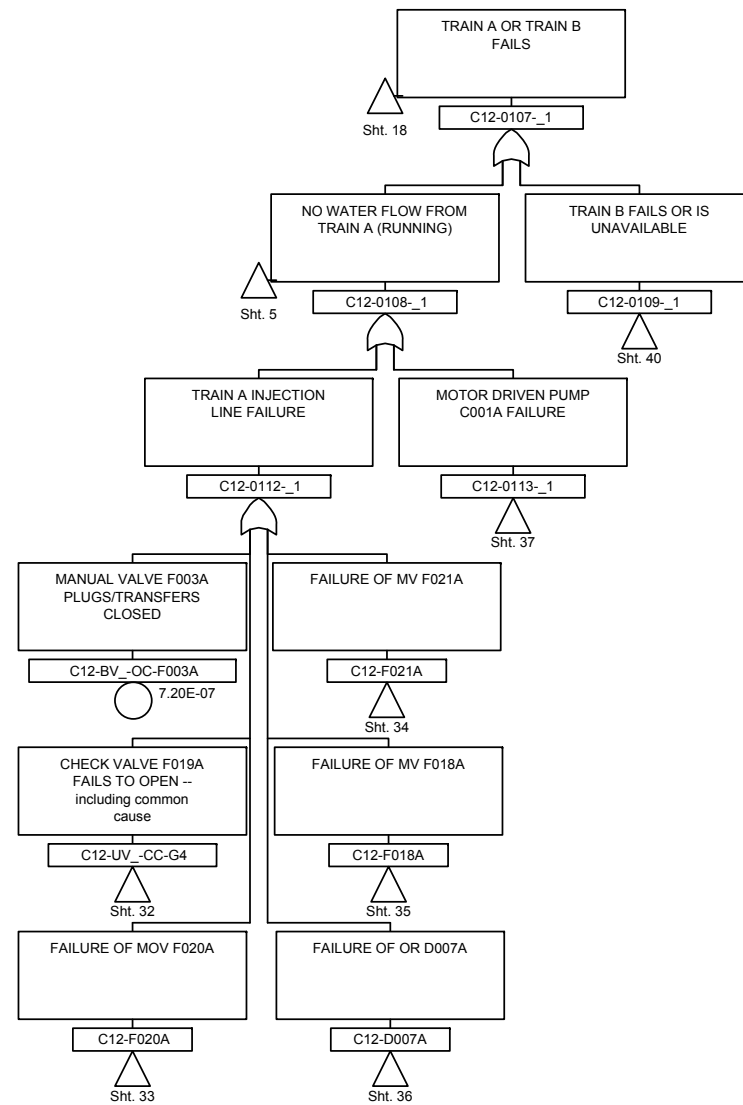 TRAIN A OR TRAIN B
FAILS
C12-0107-_1
Sht. 18
NO WATER FLOW FROM
TRAIN A (RUNNING)
C12-0108-_1
Sht. 5
TRAIN B FAILS OR IS
UNAVAILABLE
C12-0109-_1
Sht. 40
TRAIN A INJECTION
LINE FAILURE
C12-0112-_1
MOTOR DRIVEN PUMP
C001A FAILURE
C12-0113-_1
Sht. 37
MANUAL VALVE F003A
PLUGS/TRANSFERS
CLOSED
C12-BV_-OC-F003A
7.20E-07
FAILURE OF MV F021A
C12-F021A
Sht. 34
CHECK VALVE F019A
FAILS TO OPEN --
including common
cause
C12-UV_-CC-G4
Sht. 32
FAILURE OF MV F018A
C12-F018A
Sht. 35
FAILURE OF MOV F020A
C12-F020A
Sht. 33
FAILURE OF OR D007A
C12-D007A
Sht. 36